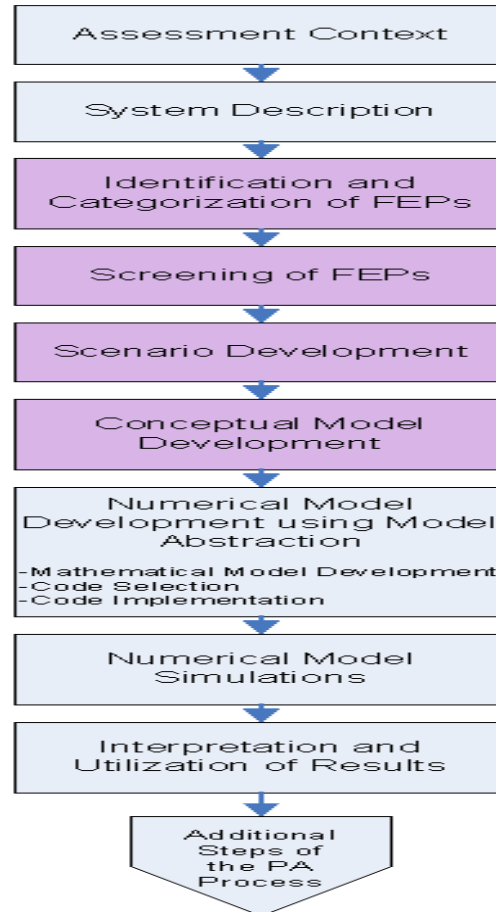 Assessment Context
System Description
Identification and
Categorization of FEPs
Screening of FEPs
Scenario Development
Conceptual Model
Development
Numerical Model
Development using Model
Abstraction
-Mathematical Model Development
-Code Selection
-Code Implementation
Numerical Model
Simulations
Interpretation and
Utilization of Results
Additional
Steps of
the PA
Process